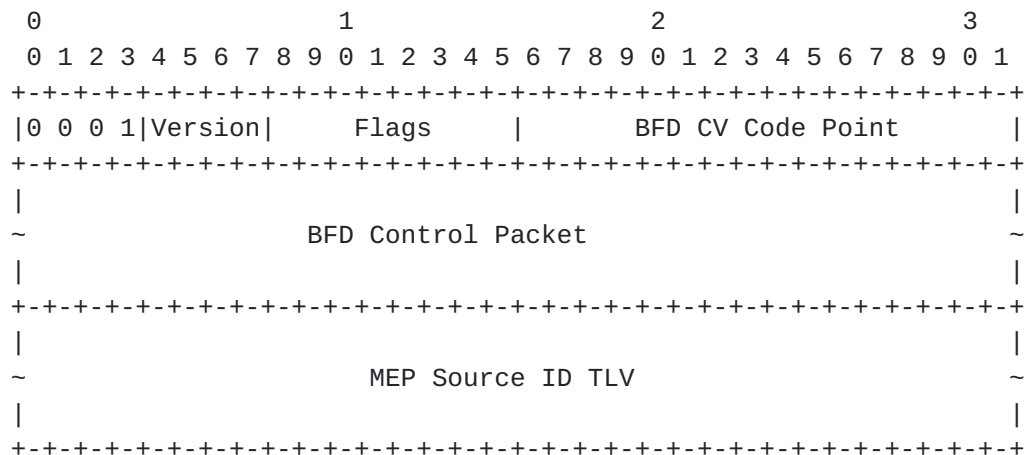 0                   1                   2                   3
 0 1 2 3 4 5 6 7 8 9 0 1 2 3 4 5 6 7 8 9 0 1 2 3 4 5 6 7 8 9 0 1
+-+-+-+-+-+-+-+-+-+-+-+-+-+-+-+-+-+-+-+-+-+-+-+-+-+-+-+-+-+-+-+-+
|0 0 0 1|Version|     Flags     |       BFD CV Code Point       |
+-+-+-+-+-+-+-+-+-+-+-+-+-+-+-+-+-+-+-+-+-+-+-+-+-+-+-+-+-+-+-+-+
|                                                               |
~                  BFD Control Packet                           ~
|                                                               |
+-+-+-+-+-+-+-+-+-+-+-+-+-+-+-+-+-+-+-+-+-+-+-+-+-+-+-+-+-+-+-+-+
|                                                               |
~                      MEP Source ID TLV                        ~
|                                                               |
+-+-+-+-+-+-+-+-+-+-+-+-+-+-+-+-+-+-+-+-+-+-+-+-+-+-+-+-+-+-+-+-+